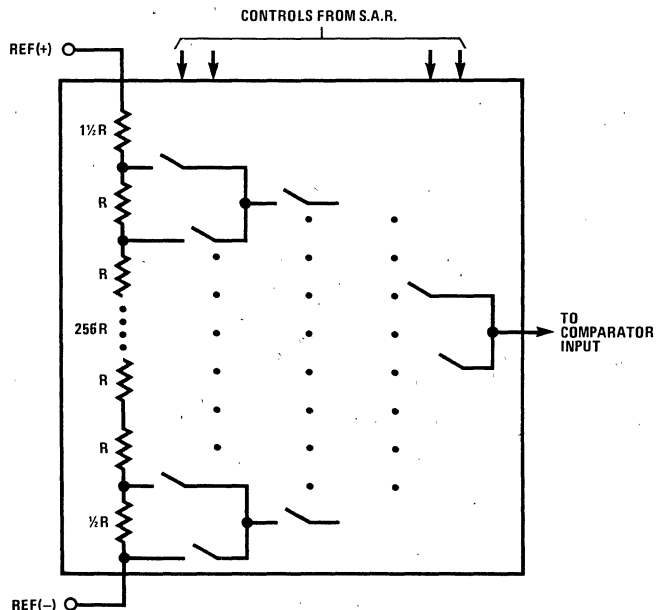 CONTROLS FROM S.A.R.
REF(+)
1½R
R
R
256R
R
R
½R
REF(−)
TO
COMPARATOR
INPUT